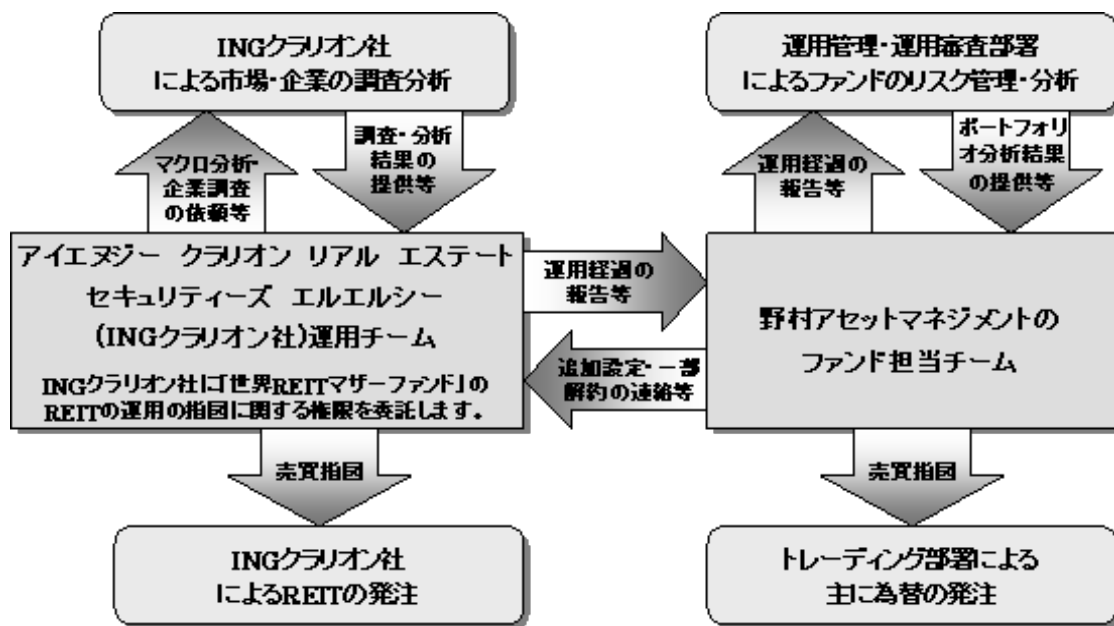 INGクラリオン社
による市場・企業の調査分析
運用管理・運用審査部署
によるファンドのリスク管理・分析
マクロ分析・
企業調査
の依頼等
調査・分析
結果の
提供等
運用経過の
報告等
ポートフォリ
オ分析結果
の提供等
アイエヌジー クラリオン リアル エステート
セキュリティーズ エルエルシー
(INGクラリオン社)運用チーム
INGクラリオン社に「世界REITマザーファンド」の
REITの運用の指図に関する権限を委託します。
運用経過の
報告等
追加設定・一部
解約の連絡等
野村アセットマネジメントの
ファンド担当チーム
売買指図
売買指図
INGクラリオン社
によるREITの発注
トレーディング部署による
主に為替の発注